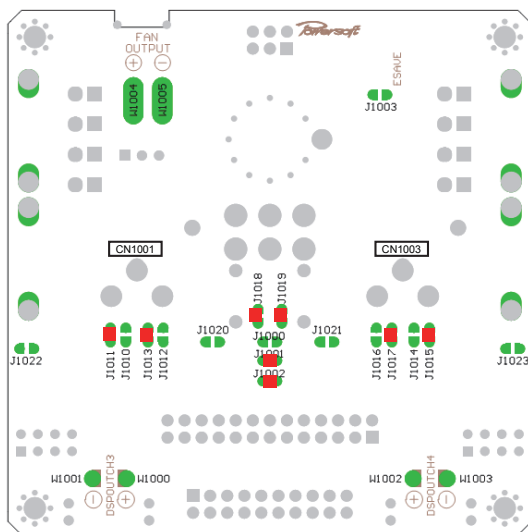 Powersoft
FAN
OUTPUT
+ −
W1004
W1005
ESAVE
J1003
CN1001
CN1003
J1018
J1019
J1020
J1000
J1021
J1001
J1002
J1022
J1011
J1010
J1013
J1012
J1016
J1017
J1014
J1015
J1023
W1001
W1000
DSPOUTCH3
− +
W1002
W1003
DSPOUTCH4
+ −